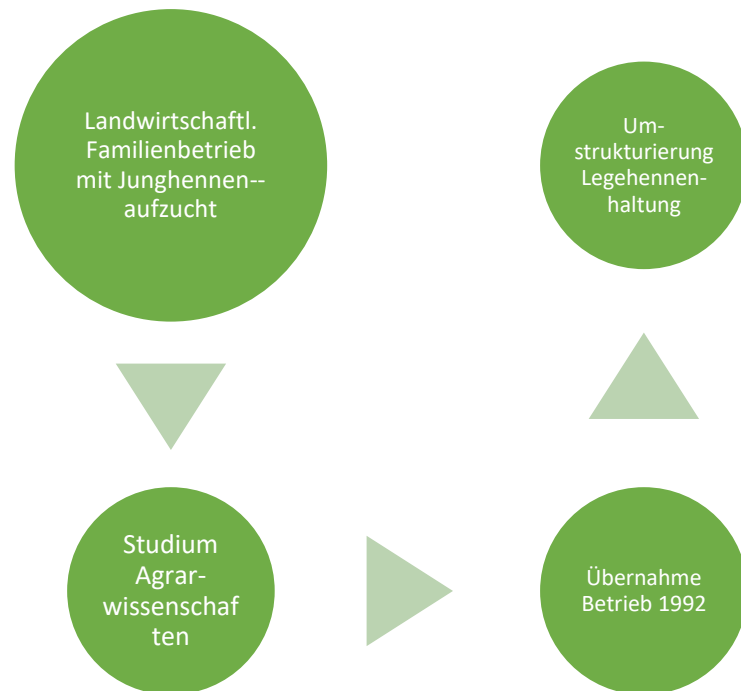 Landwirtschaftl.
Familienbetrieb
mit Junghennen--
aufzucht
Studium
Agrar-
wissenschaf
ten
Übernahme
Betrieb 1992
Um-
strukturierung
Legehennen-
haltung